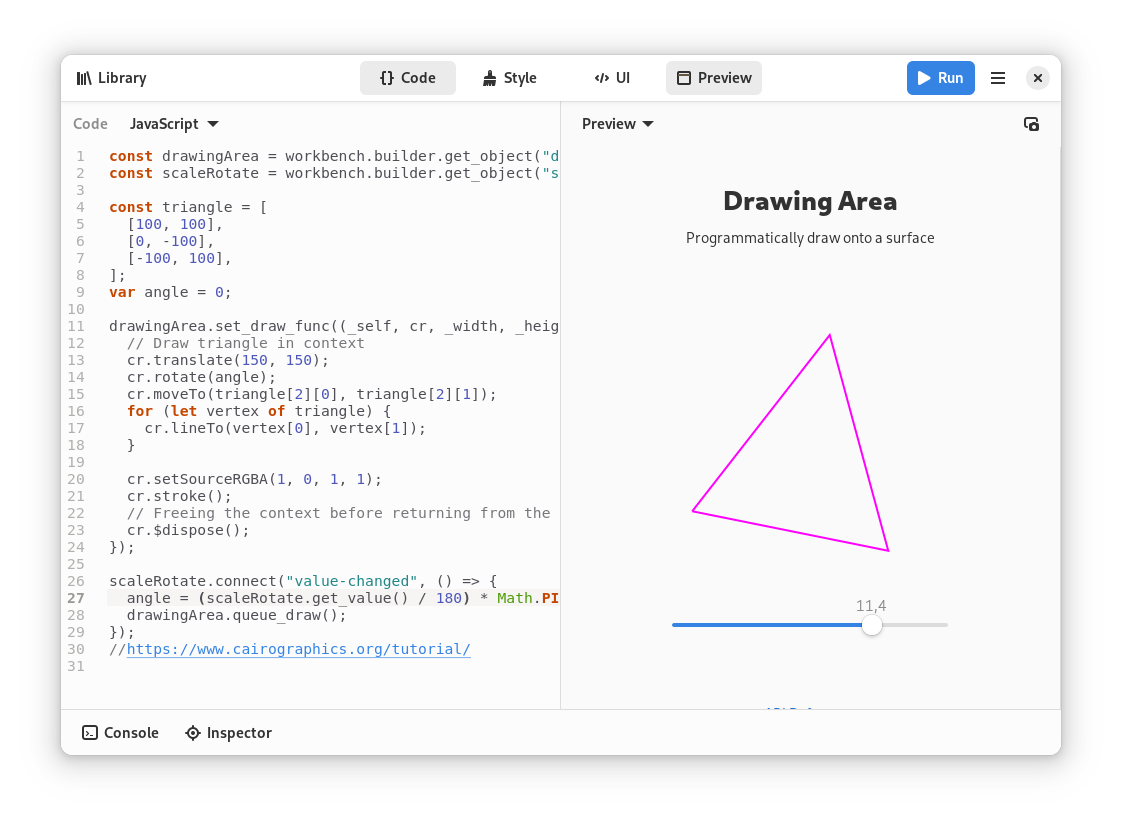 Library
Code
Style
UI
Preview
Run
Code JavaScript
1 const drawingArea = workbench.builder.get_object("d
2 const scaleRotate = workbench.builder.get_object("s
3
4 const triangle = [
5 [100, 100],
6 [0, -100],
7 [-100, 100],
8 ];
9 var angle = 0;
10
11 drawingArea.set_draw_func((_self, cr, _width, _heig
12 // Draw triangle in context
13 cr.translate(150, 150);
14 cr.rotate(angle);
15 cr.moveTo(triangle[2][0], triangle[2][1]);
16 for (let vertex of triangle) {
17 cr.lineTo(vertex[0], vertex[1]);
18 }
19
20 cr.setSourceRGBA(1, 0, 1, 1);
21 cr.stroke();
22 // Freeing the context before returning from the
23 cr.$dispose();
24 });
25
26 scaleRotate.connect("value-changed", () => {
27 angle = (scaleRotate.get_value() / 180) * Math.PI
28 drawingArea.queue_draw();
29 });
30 //https://www.cairographics.org/tutorial/
31
Preview
Drawing Area
Programmatically draw onto a surface
11,4
Console
Inspector